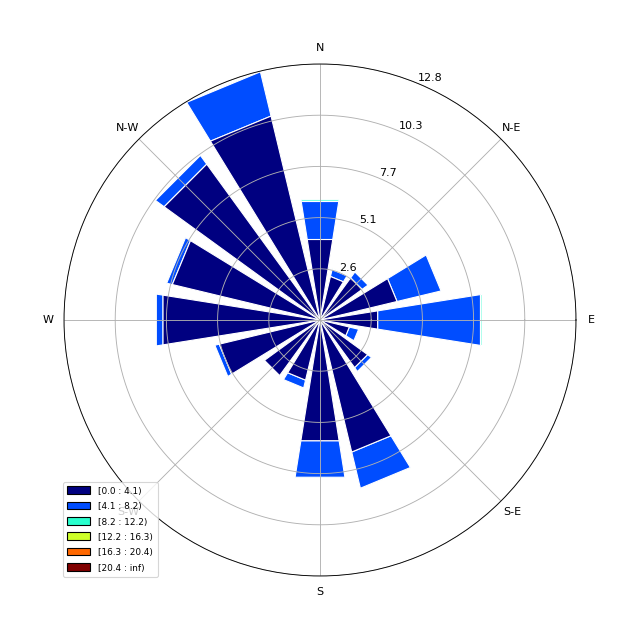 N
12.8
N-W
10.3
N-E
7.7
5.1
2.6
W
E
[0.0 : 4.1)
[4.1 : 8.2)
[8.2 : 12.2)
[12.2 : 16.3)
[16.3 : 20.4)
[20.4 : inf)
S-W
S-E
S